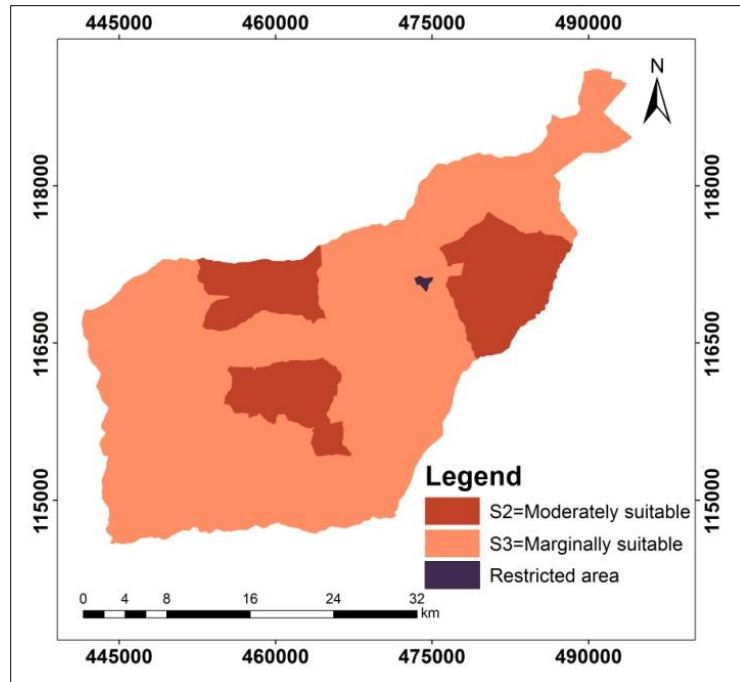 445000 460000 475000 490000
N
118000 118000
116500 116500
115000 115000
Legend
S2=Moderately suitable
S3=Marginally suitable
Restricted area
0 4 8 16 24 32
km
445000 460000 475000 490000